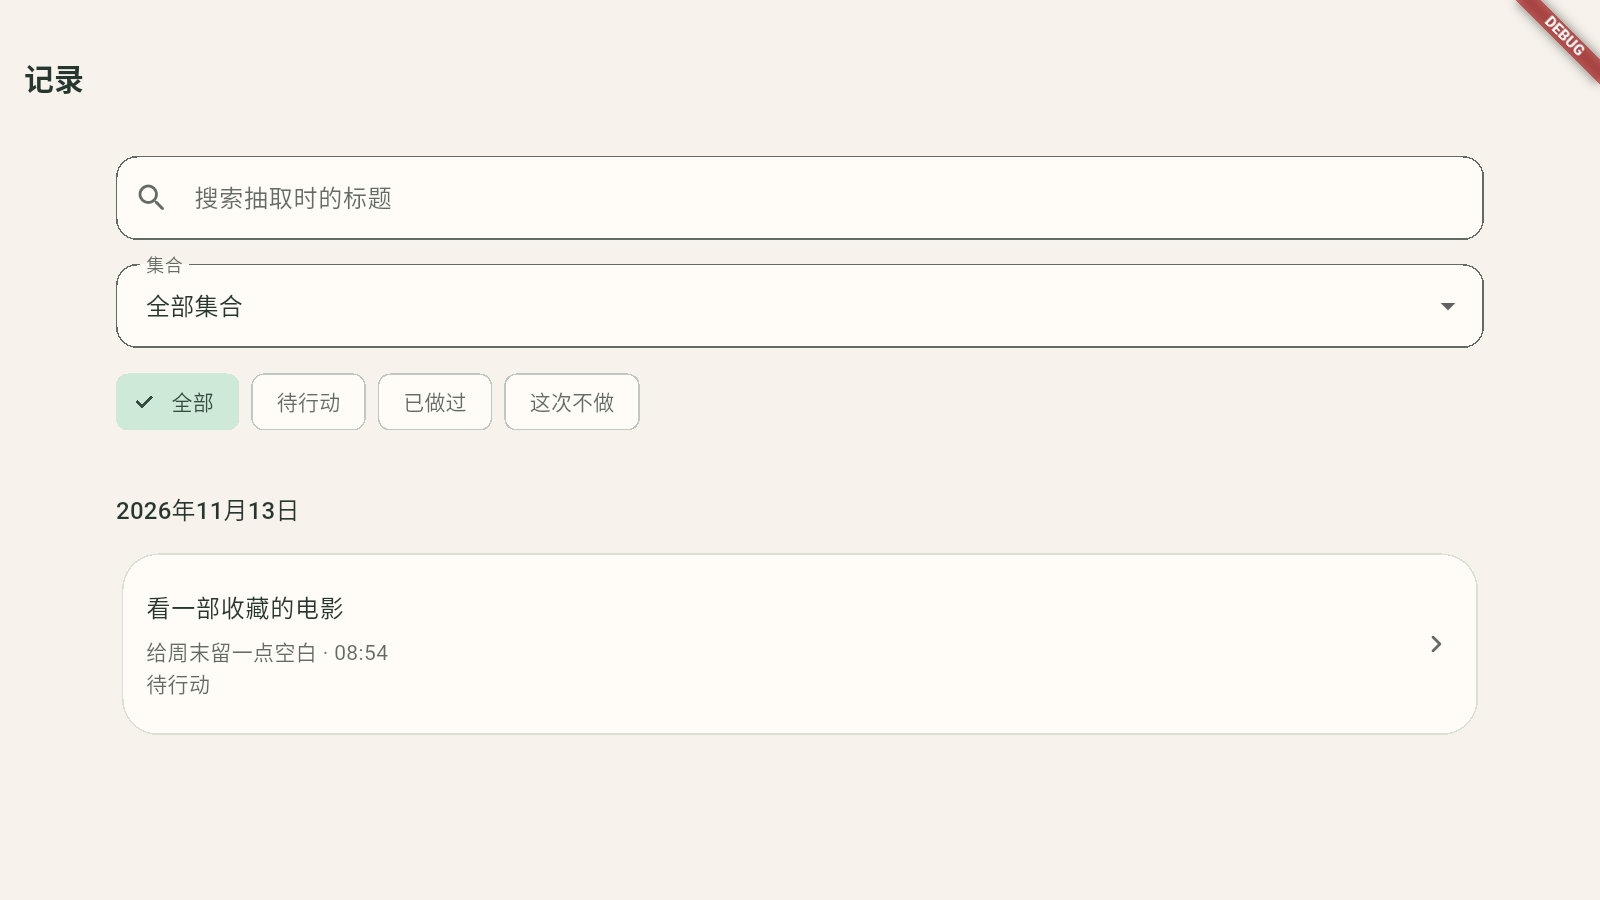 DEBUG
记录
搜索抽取时的标题
集合
全部集合
全部
待行动
已做过
这次不做
2026年11月13日
看一部收藏的电影
给周末留一点空白 · 08:54
待行动